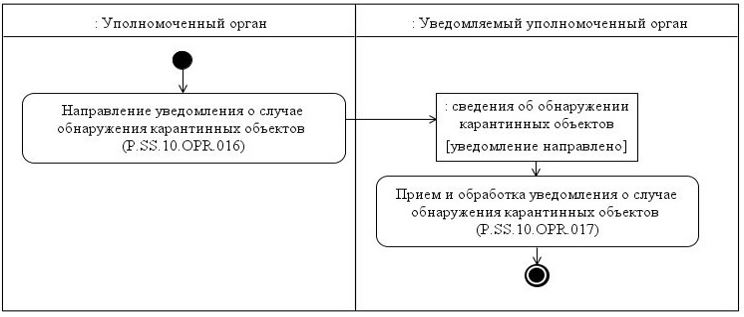 : Уполномоченный орган
: Уведомляемый уполномоченный орган
Направление уведомления о случае
обнаружения карантинных объектов
(P.SS.10.OPR.016)
: сведения об обнаружении
карантинных объектов
[уведомление направлено]
Прием и обработка уведомления о случае
обнаружения карантинных объектов
(P.SS.10.OPR.017)